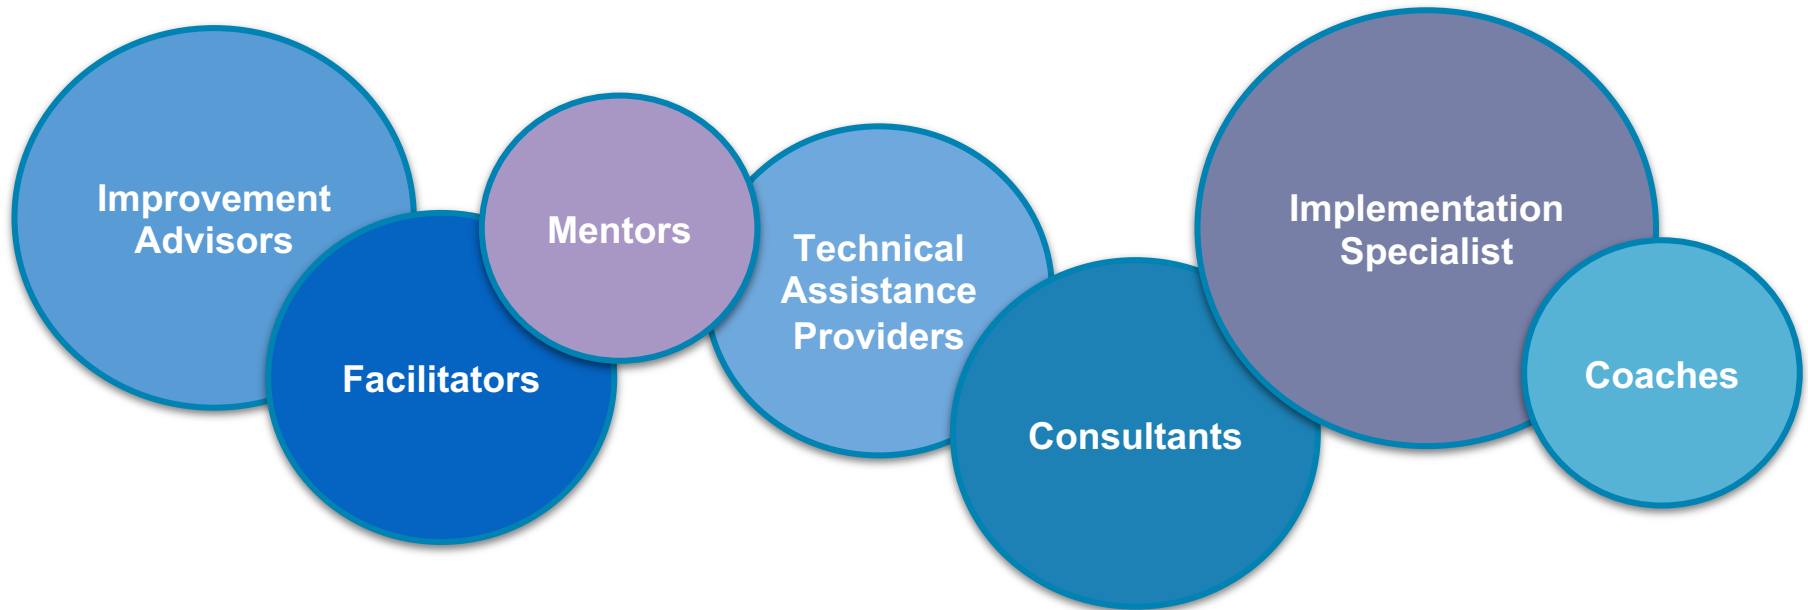 Improvement
Advisors
Facilitators
Mentors
Technical
Assistance
Providers
Consultants
Implementation
Specialist
Coaches